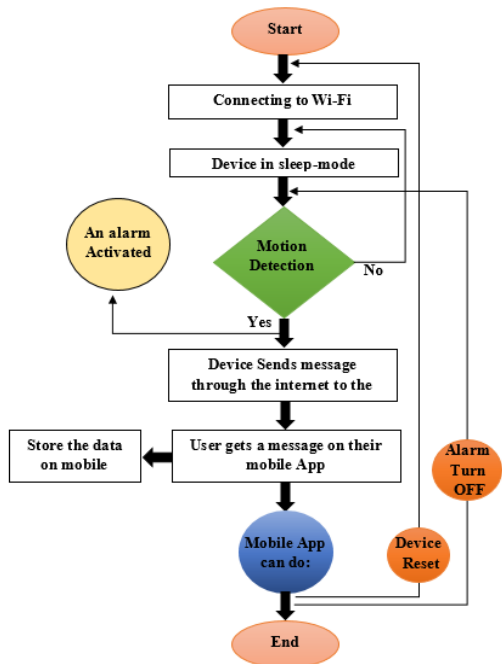 Start
Connecting to Wi-Fi
Device in sleep-mode
An alarm
Activated
Motion
Detection
No
Yes
Device Sends message
through the internet to the
Store the data
on mobile
User gets a message on their
mobile App
Alarm
Turn
OFF
Mobile App
can do:
Device
Reset
End